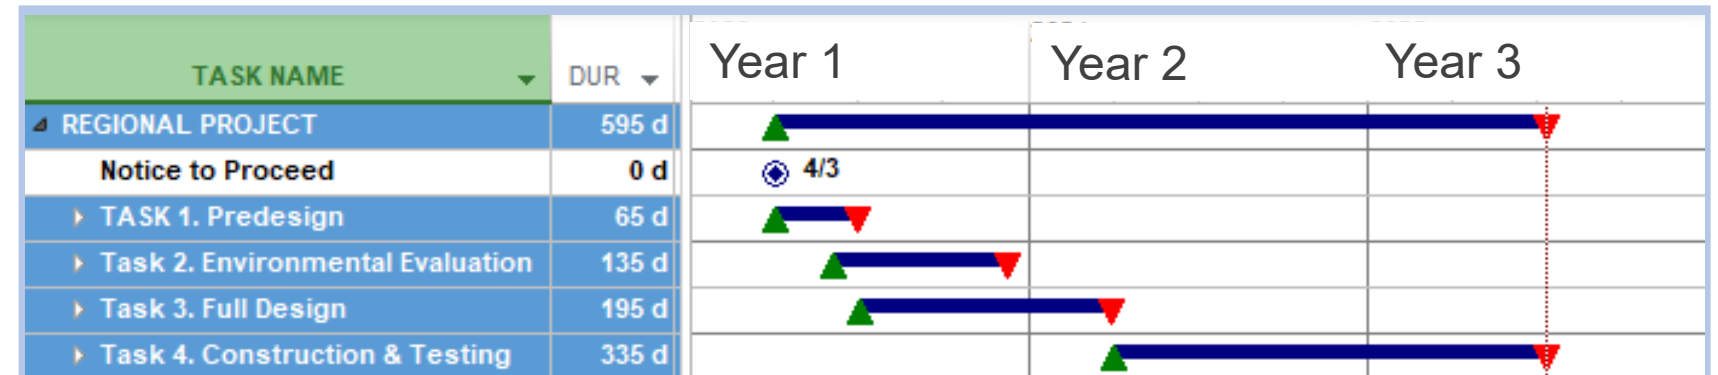 TASK NAME DUR Year 1 Year 2 Year 3
REGIONAL PROJECT 595 d
Notice to Proceed 0 d 4/3
TASK 1. Predesign 65 d
Task 2. Environmental Evaluation 135 d
Task 3. Full Design 195 d
Task 4. Construction & Testing 335 d